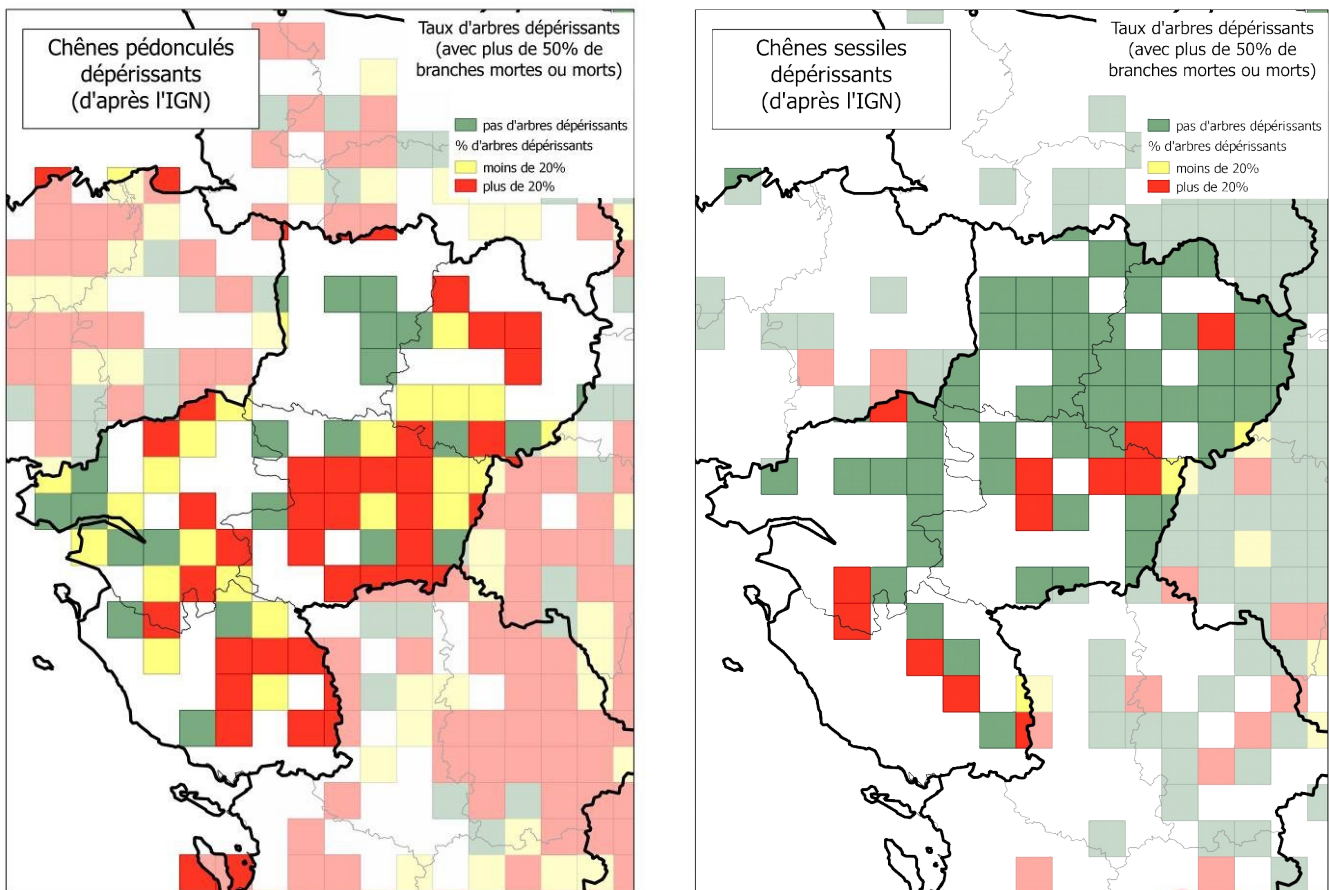 Chênes pédonculés
dépérissants
(d'après l'IGN)
Taux d'arbres dépérissants
(avec plus de 50% de
branches mortes ou morts)
pas d'arbres dépérissants
% d'arbres dépérissants
moins de 20%
plus de 20%
Chênes sessiles
dépérissants
(d'après l'IGN)
Taux d'arbres dépérissants
(avec plus de 50% de
branches mortes ou morts)
pas d'arbres dépérissants
% d'arbres dépérissants
moins de 20%
plus de 20%